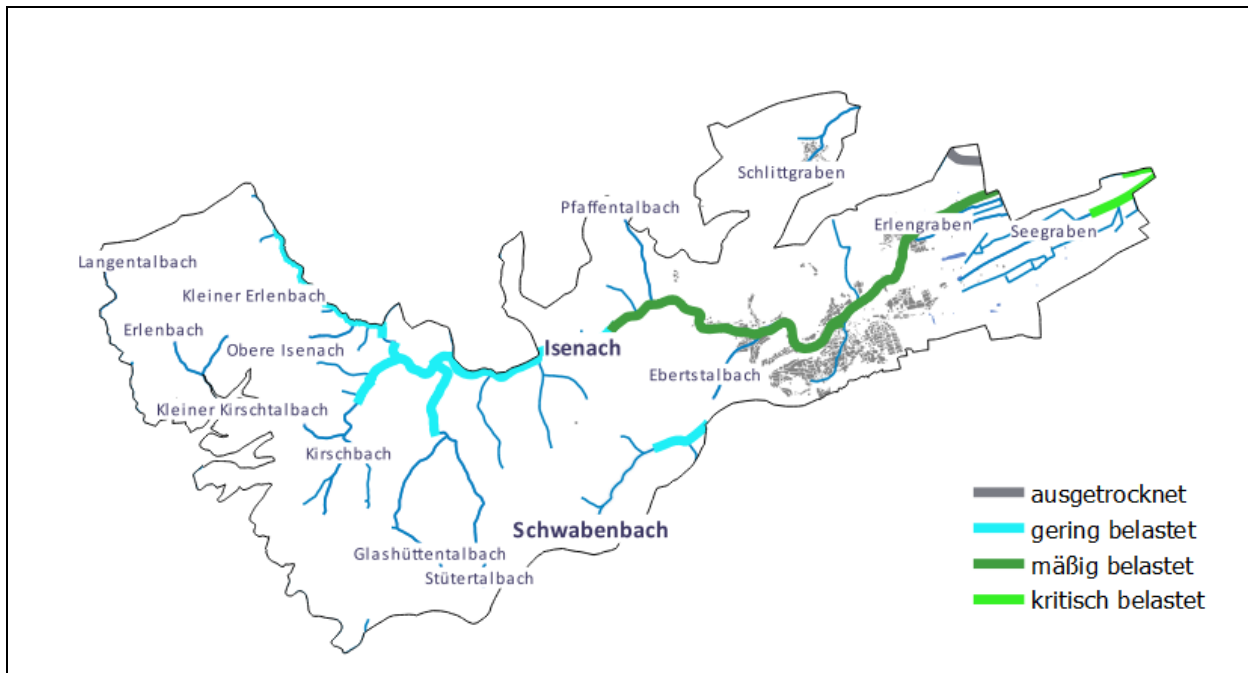 Schlittgraben
Pfaffentalbach
Erlengraben
Seegraben
Langentalbach
Kleiner Erlenbach
Erlenbach
Obere Isenach
Isenach
Ebertstalbach
Kleiner Kirschtalbach
Kirschbach
Schwabenbach
Glashüttentalbach
Stütertalbach
ausgetrocknet
gering belastet
mäßig belastet
kritisch belastet